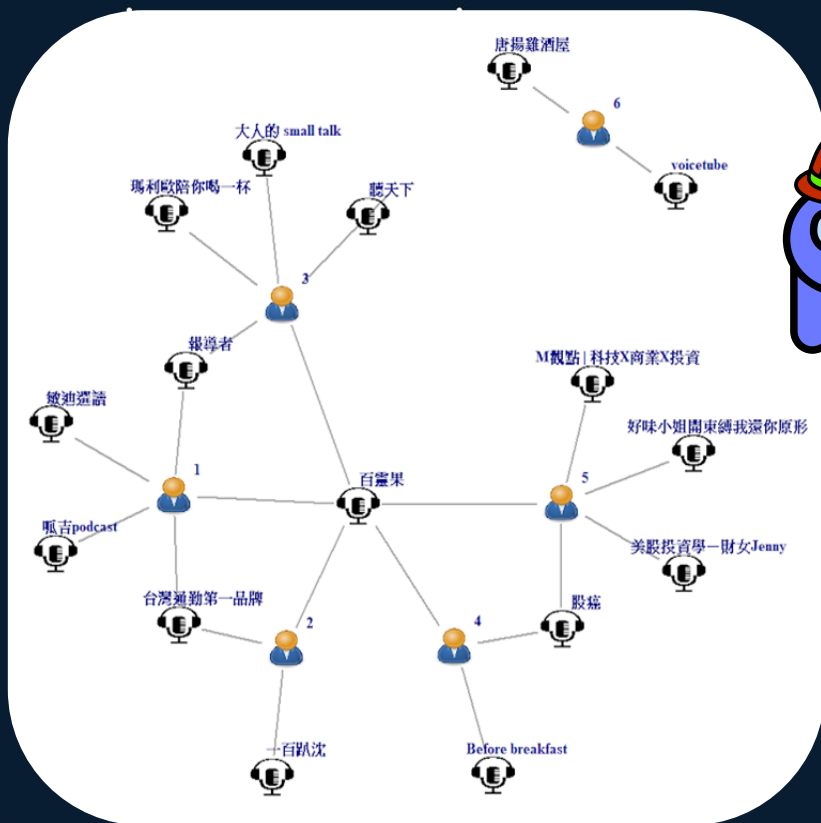 唐揚雞酒屋
6
大人的 small talk
voicetube
瑪利歐陪你喝一杯
聽天下
3
報導者
M觀點 | 科技X商業X投資
敏迪選讀
好味小姐開束縛我還你原形
1
百靈果
5
呱吉podcast
美股投資學－財女Jenny
台灣通勤第一品牌
股癌
2
4
一百趴沈
Before breakfast